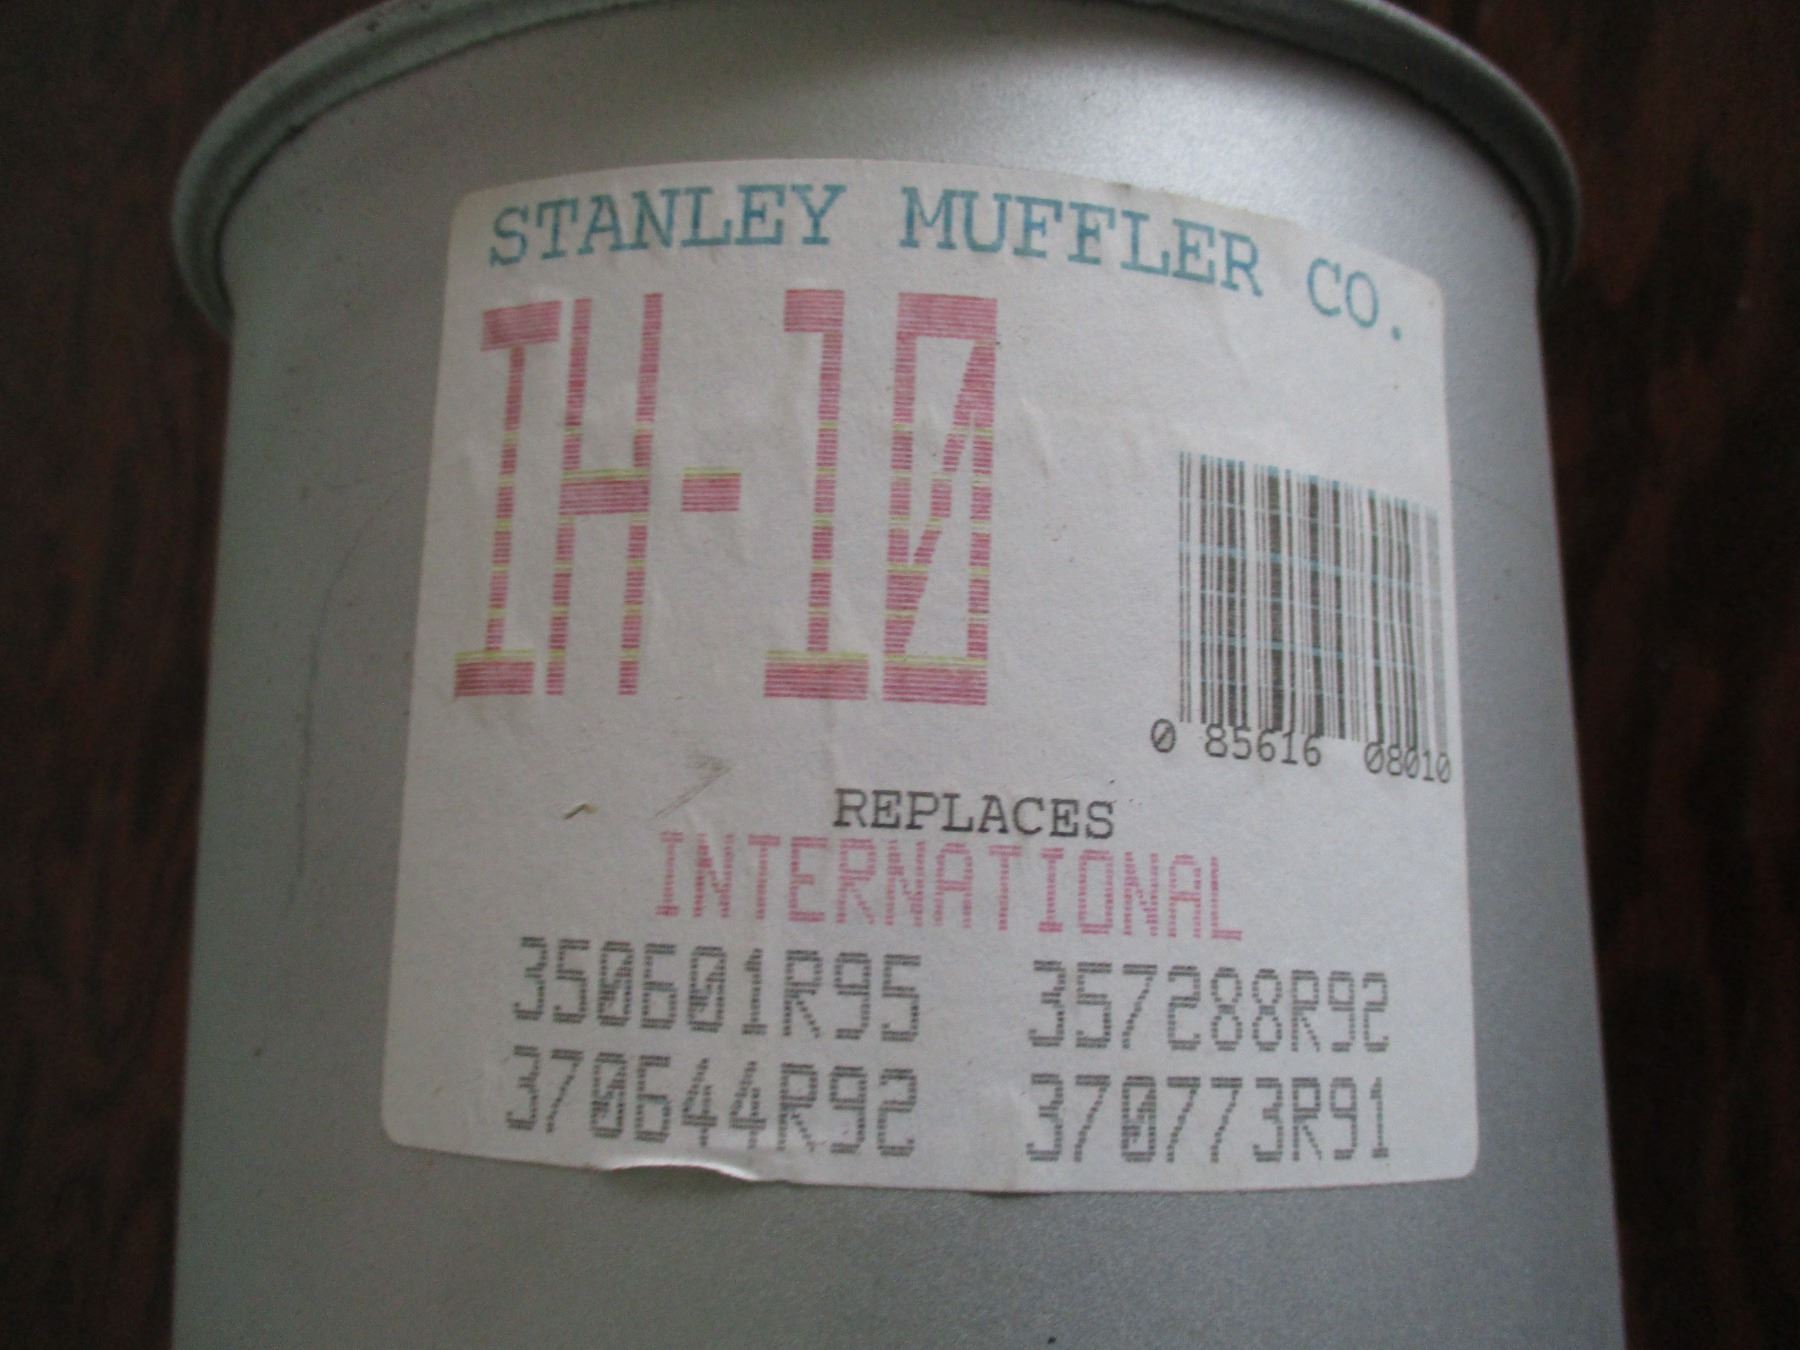 STANLEY MUFFLER CO.
IH-10
0 85616 08010
REPLACES
INTERNATIONAL
350601R95 357288R92
370644R92 370773R91